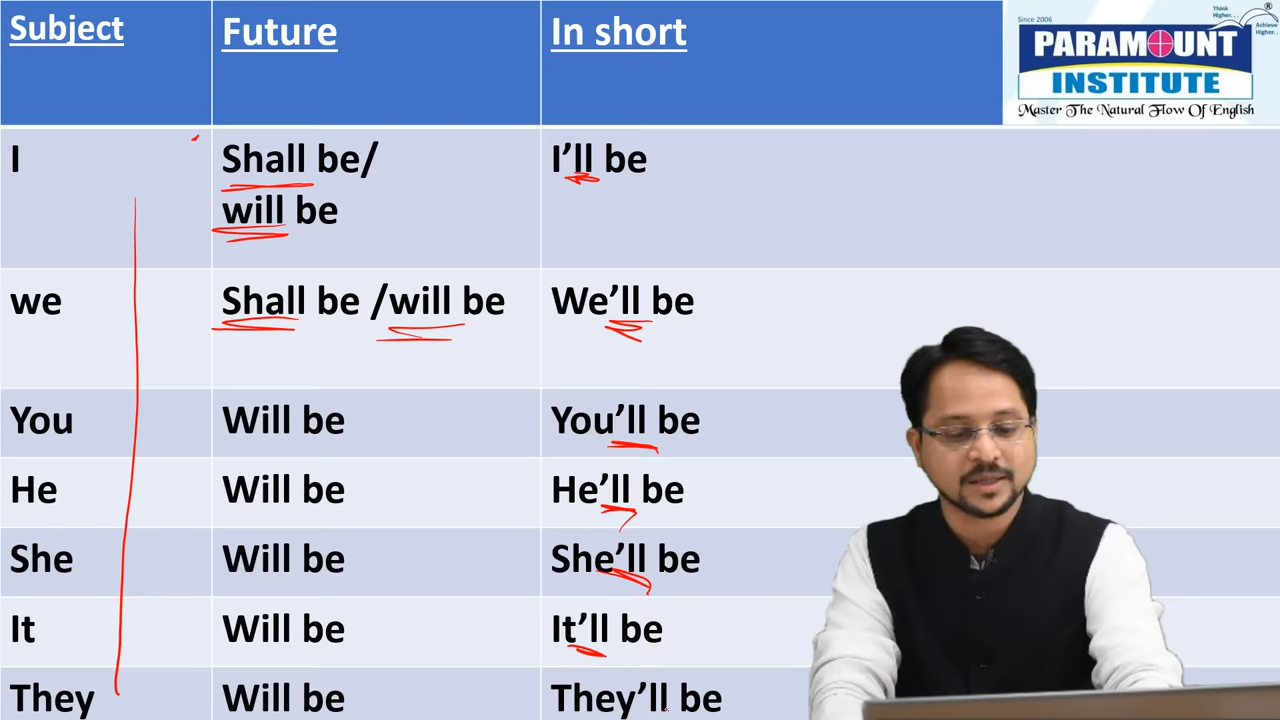 Subject Future In short
Since 2006
Think
Higher. . .
Achieve
Higher. . .
®
PARAMOUNT
INSTITUTE
Master The Natural Flow Of English
I Shall be/ I’ll be
will be
we Shall be /will be We’ll be
You Will be You’ll be
He Will be He’ll be
She Will be She’ll be
It Will be It’ll be
They Will be They’ll be